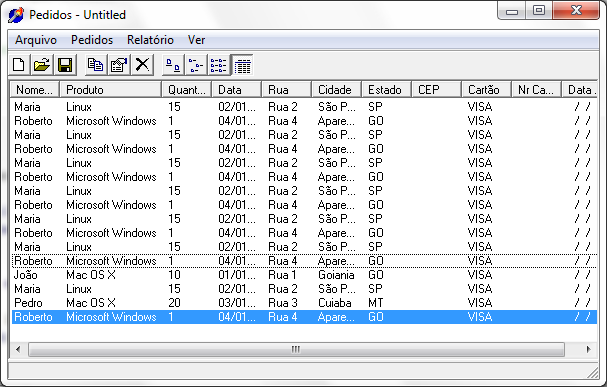 Pedidos - Untitled
Arquivo Pedidos Relatório Ver
Nome... Produto Quant... Data Rua Cidade Estado CEP Cartão Nr Ca... Data .
Maria Linux 15 02/01... Rua 2 São P... SP VISA / /
Roberto Microsoft Windows 1 04/01... Rua 4 Apare... GO VISA / /
Maria Linux 15 02/01... Rua 2 São P... SP VISA / /
Roberto Microsoft Windows 1 04/01... Rua 4 Apare... GO VISA / /
Maria Linux 15 02/01... Rua 2 São P... SP VISA / /
Roberto Microsoft Windows 1 04/01... Rua 4 Apare... GO VISA / /
Maria Linux 15 02/01... Rua 2 São P... SP VISA / /
Roberto Microsoft Windows 1 04/01... Rua 4 Apare... GO VISA / /
Maria Linux 15 02/01... Rua 2 São P... SP VISA / /
Roberto Microsoft Windows 1 04/01... Rua 4 Apare... GO VISA / /
Maria Linux 15 02/01... Rua 2 São P... SP VISA / /
Roberto Microsoft Windows 1 04/01... Rua 4 Apare... GO VISA / /
João Mac OS X 10 01/01... Rua 1 Goiania GO VISA / /
Maria Linux 15 02/01... Rua 2 São P... SP VISA / /
Pedro Mac OS X 20 03/01... Rua 3 Cuiaba MT VISA / /
Roberto Microsoft Windows 1 04/01... Rua 4 Apare... GO VISA / /